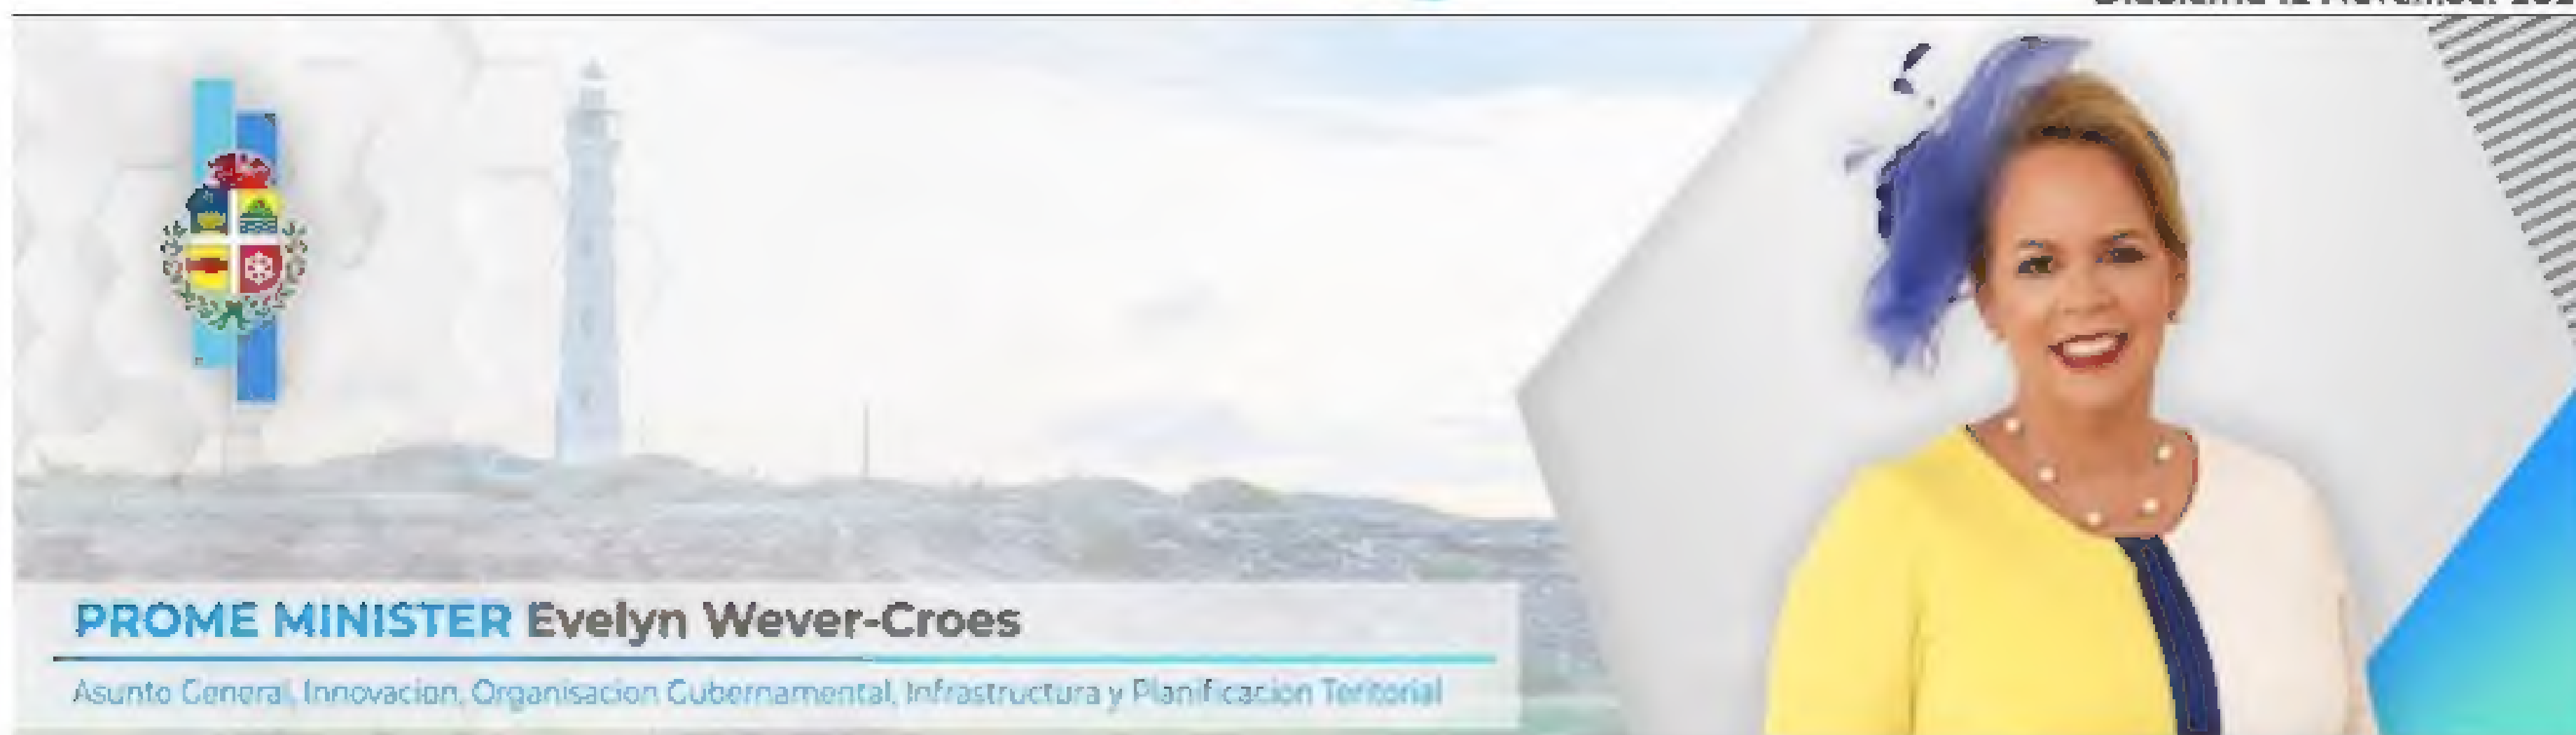 PROME MINISTER Evelyn Wever-Croes
Asunto General, Innovacion, Organisacion Gubernamental, Infrastructura y Planificacion Teritorial